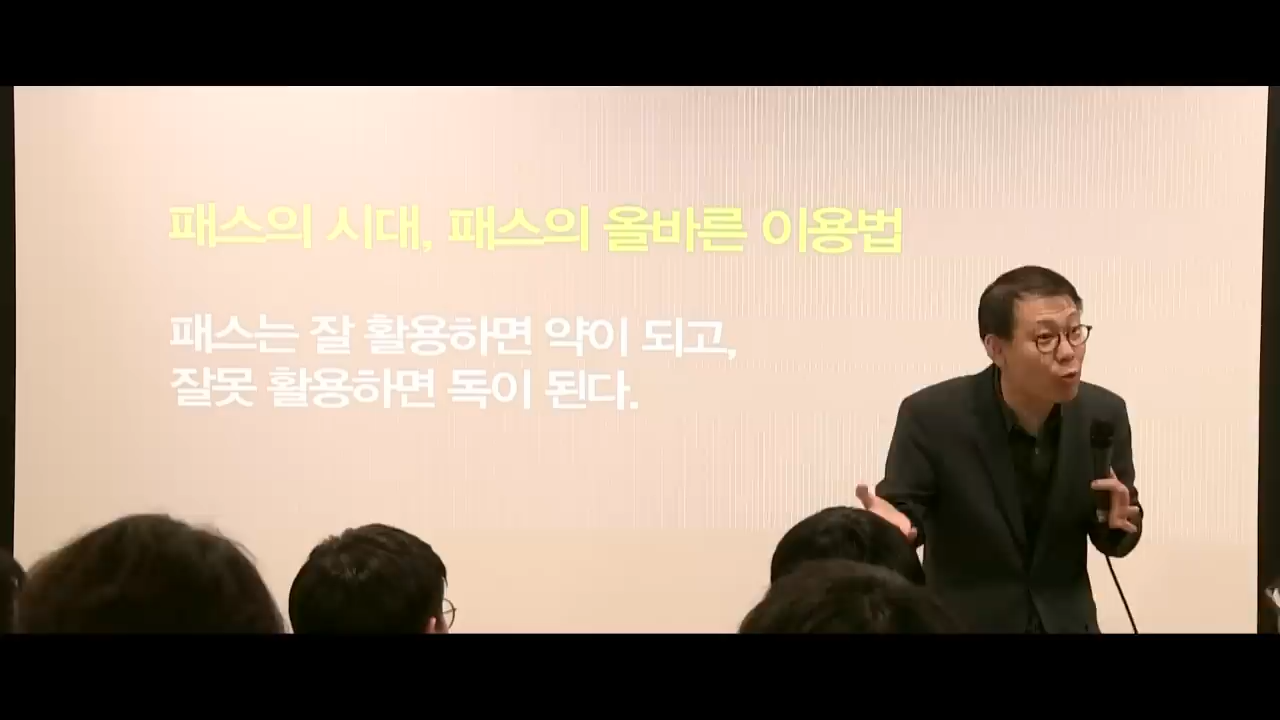 패스의 시대, 패스의 올바른 이용법
패스는 잘 활용하면 약이 되고,
잘못 활용하면 독이 된다.